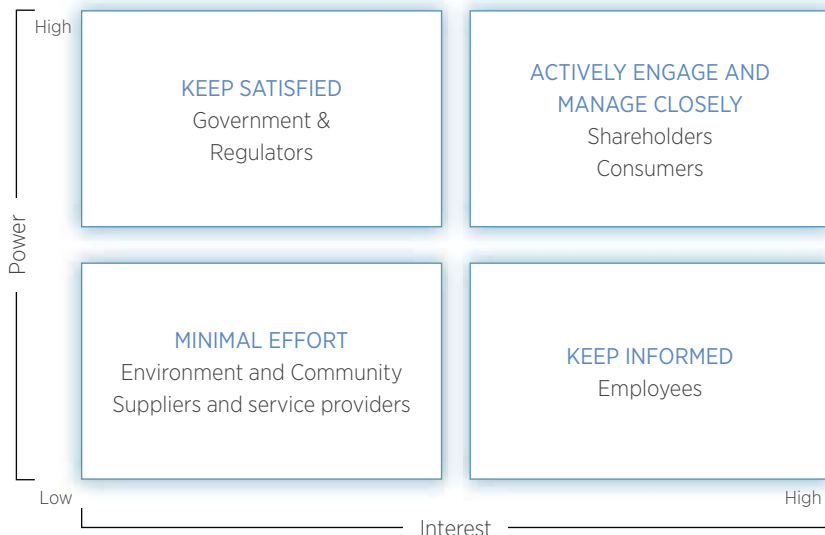 High
KEEP SATISFIED
Government &
Regulators
ACTIVELY ENGAGE AND
MANAGE CLOSELY
Shareholders
Consumers
Power
MINIMAL EFFORT
Environment and Community
Suppliers and service providers
KEEP INFORMED
Employees
Low
High
Interest